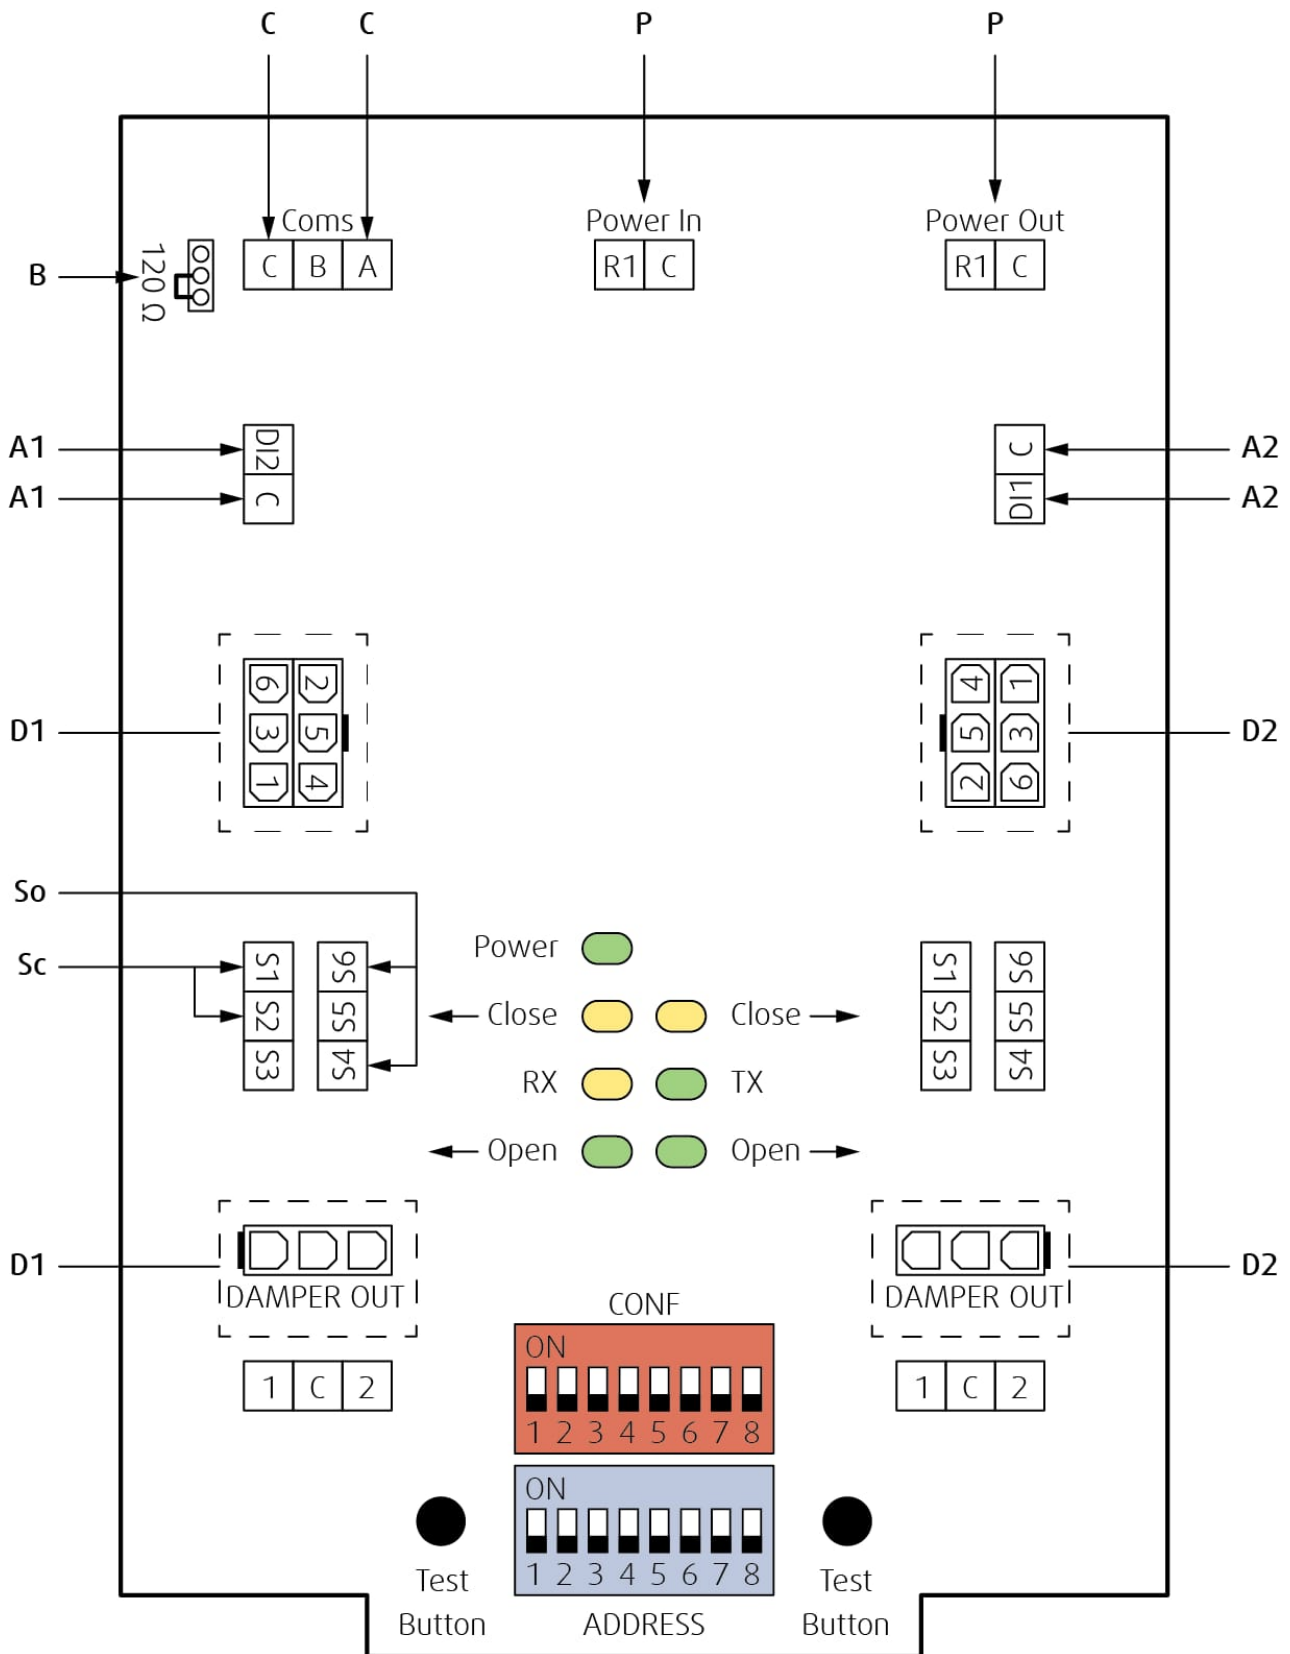 C C P P
Coms Power In Power Out
B 120 Ω C B A R1 C R1 C
A1 DI2 C A2
A1 C DI1 A2
6 2 4 1
D1 3 5 5 3 D2
1 4 2 6
So
Power
Sc S1 S6 S1 S6
S2 S5 Close Close S2 S5
S3 S4 RX TX S3 S4
Open Open
D1 D2
DAMPER OUT DAMPER OUT
CONF
ON
1 C 2 1 C 2
1 2 3 4 5 6 7 8
ON
1 2 3 4 5 6 7 8
Test Test
Button ADDRESS Button